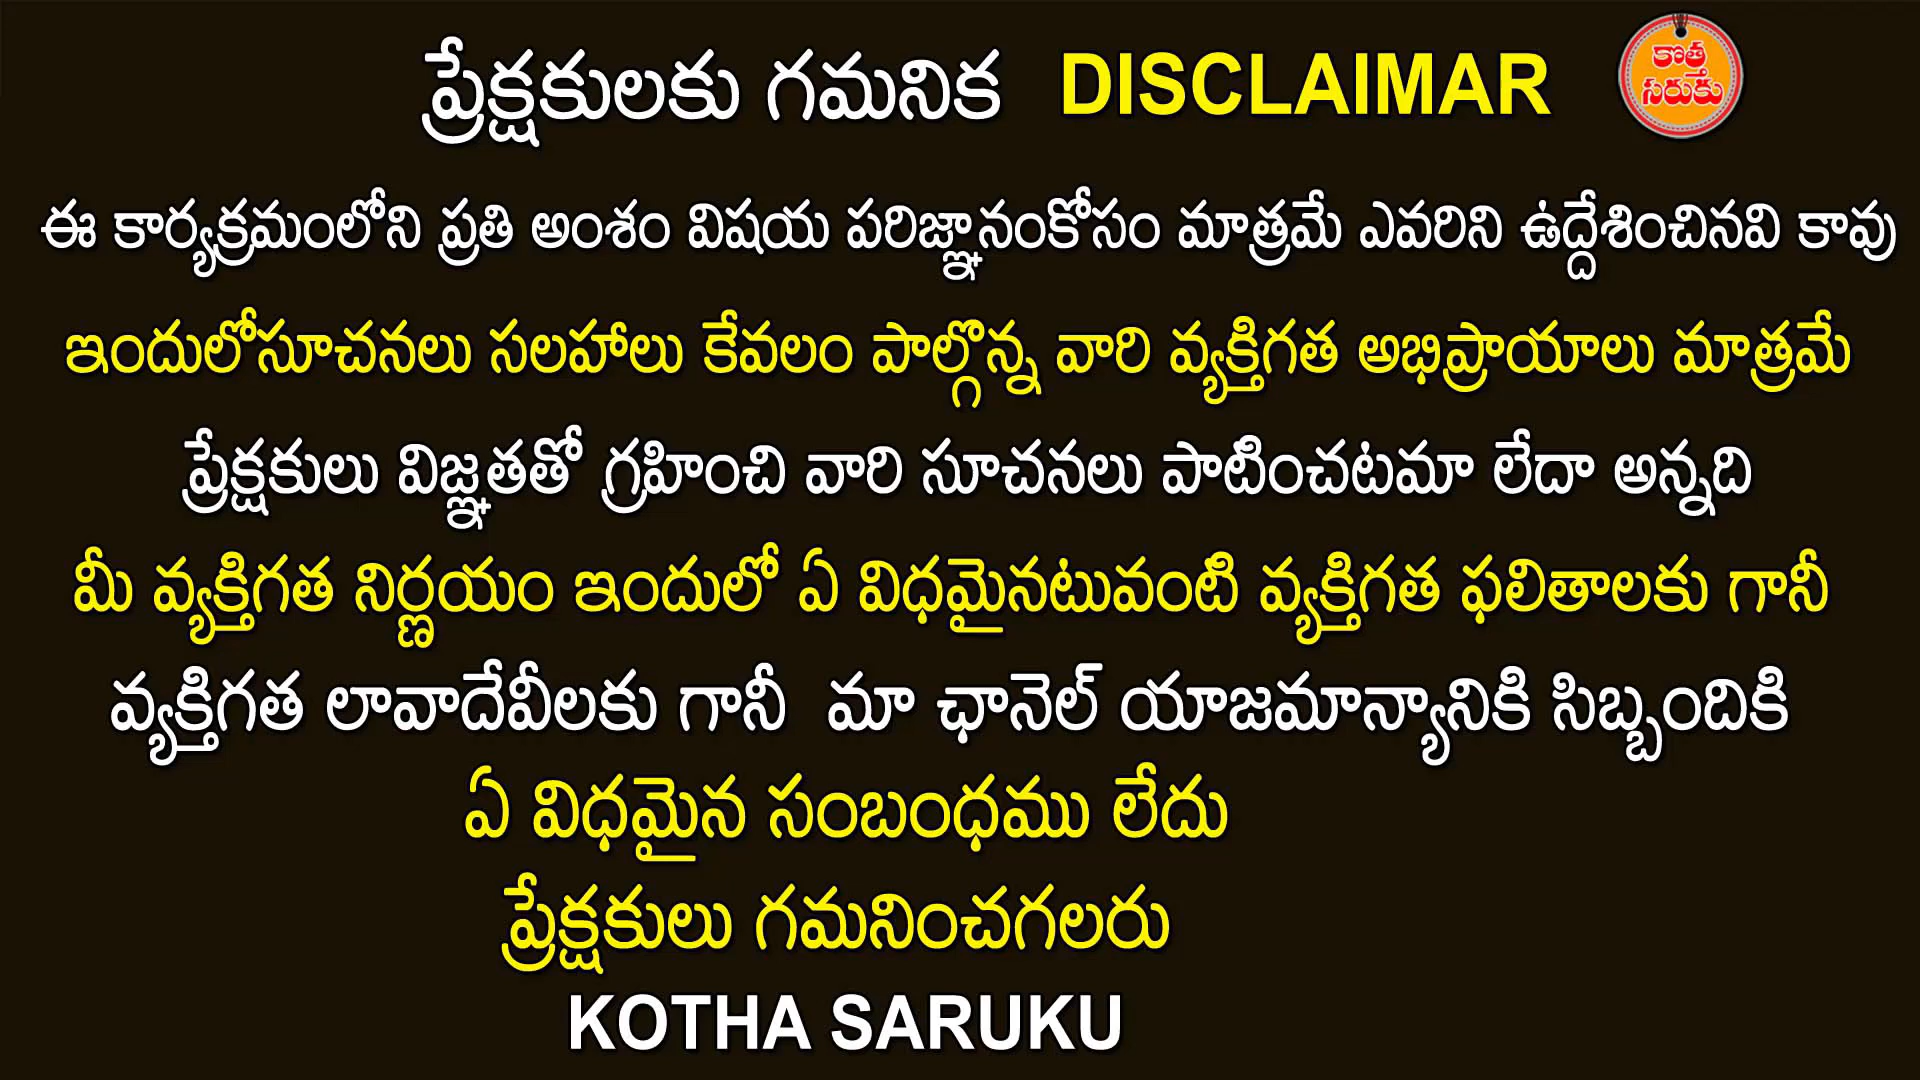 ప్రేక్షకులకు గమనిక DISCLAIMAR
కొత్త
సరుకు
ఈ కార్యక్రమంలోని ప్రతి అంశం విషయ పరిజ్ఞానంకోసం మాత్రమే ఎవరిని ఉద్దేశించినవి కావు
ఇందులోసూచనలు సలహాలు కేవలం పాల్గొన్న వారి వ్యక్తిగత అభిప్రాయాలు మాత్రమే
ప్రేక్షకులు విజ్ఞతతో గ్రహించి వారి సూచనలు పాటించటమా లేదా అన్నది
మీ వ్యక్తిగత నిర్ణయం ఇందులో ఏ విధమైనటువంటి వ్యక్తిగత ఫలితాలకు గానీ
వ్యక్తిగత లావాదేవీలకు గానీ మా ఛానెల్ యాజమాన్యానికి సిబ్బందికి
ఏ విధమైన సంబంధము లేదు
ప్రేక్షకులు గమనించగలరు
KOTHA SARUKU